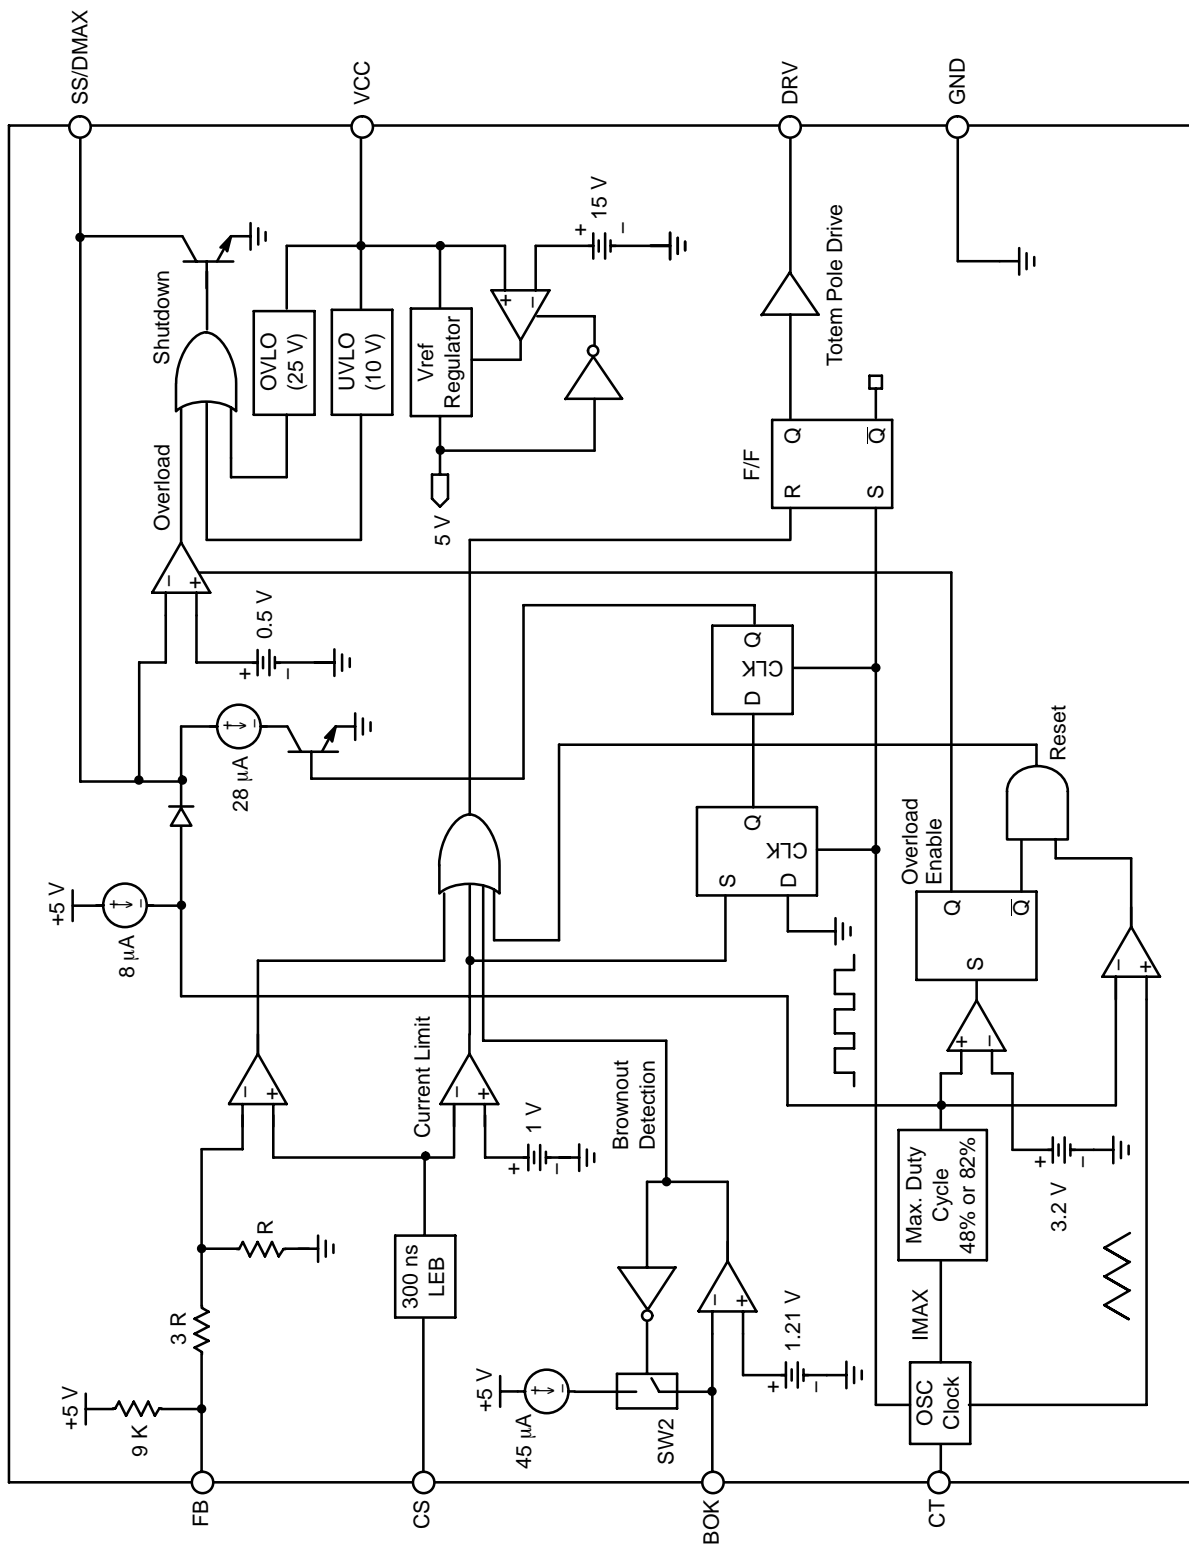 SS/DMAX
VCC
DRV
GND
Shutdown
OVLO
(25 V)
UVLO
(10 V)
Vref
Regulator
+
−
+
15 V
−
Totem Pole Drive
Overload
5 V
F/F
R
Q
S
Q
−
+
+
0.5 V
−
+
−
28 µA
+5 V
+
−
8 µA
D
CLK
Q
S
D
CLK
Q
Reset
Overload
Enable
S
Q
Q
−
+
Current Limit
−
+
+
1 V
−
Brownout
Detection
−
+
+
−
−
+
R
3 R
+5 V
9 K
300 ns
LEB
+5 V
+
−
45 µA
SW2
+
1.21 V
−
Max. Duty
Cycle
48% or 82%
+
3.2 V
−
IMAX
OSC
Clock
FB
CS
BOK
CT